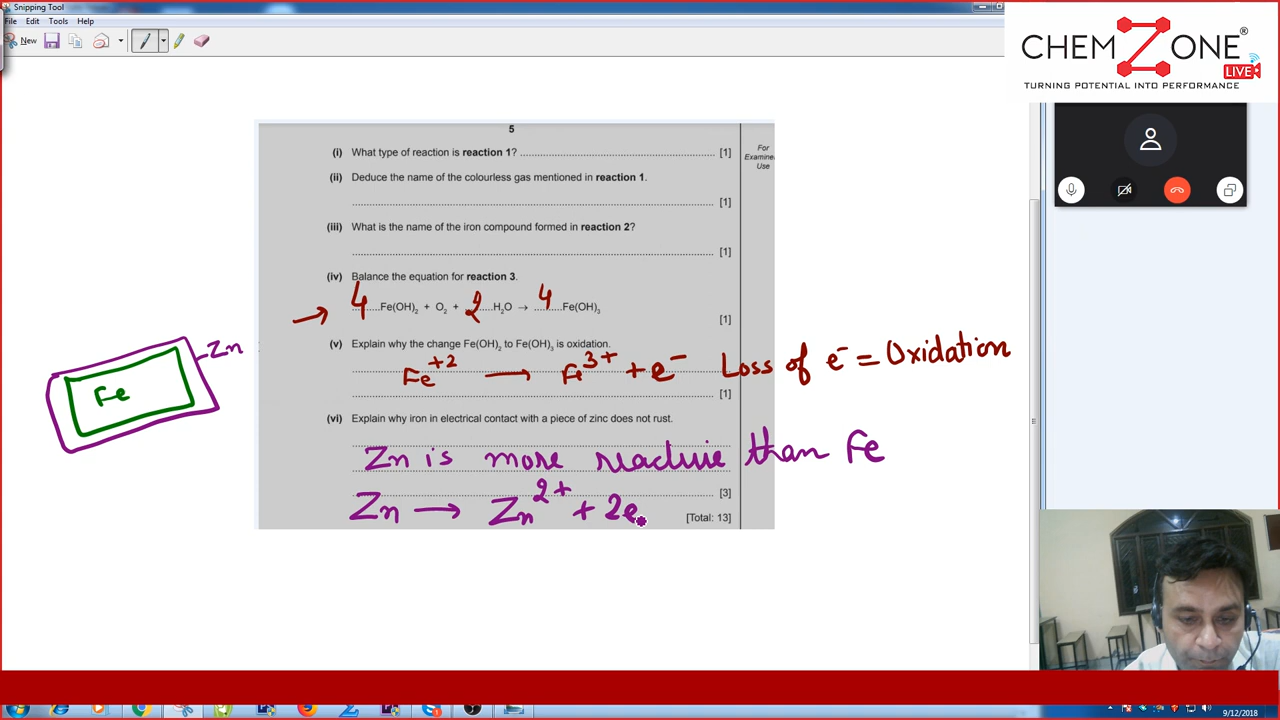 Snipping Tool
File Edit Tools Help
New
CHEMZONE®
LIVE
TURNING POTENTIAL INTO PERFORMANCE
5
For
Examiner
Use
(i) What type of reaction is reaction 1? [1]
(ii) Deduce the name of the colourless gas mentioned in reaction 1.
[1]
(iii) What is the name of the iron compound formed in reaction 2?
[1]
(iv) Balance the equation for reaction 3.
→ 4 Fe(OH)₂ + O₂ + 2 H₂O → 4 Fe(OH)₃
[1]
(v) Explain why the change Fe(OH)₂ to Fe(OH)₃ is oxidation.
Fe⁺² → Fe³⁺ + e⁻ Loss of e⁻ = Oxidation
[1]
(vi) Explain why iron in electrical contact with a piece of zinc does not rust.
Zn is more reactive than Fe
[3]
Zn → Zn²⁺ + 2e
[Total: 13]
Zn
Fe
9/12/2018